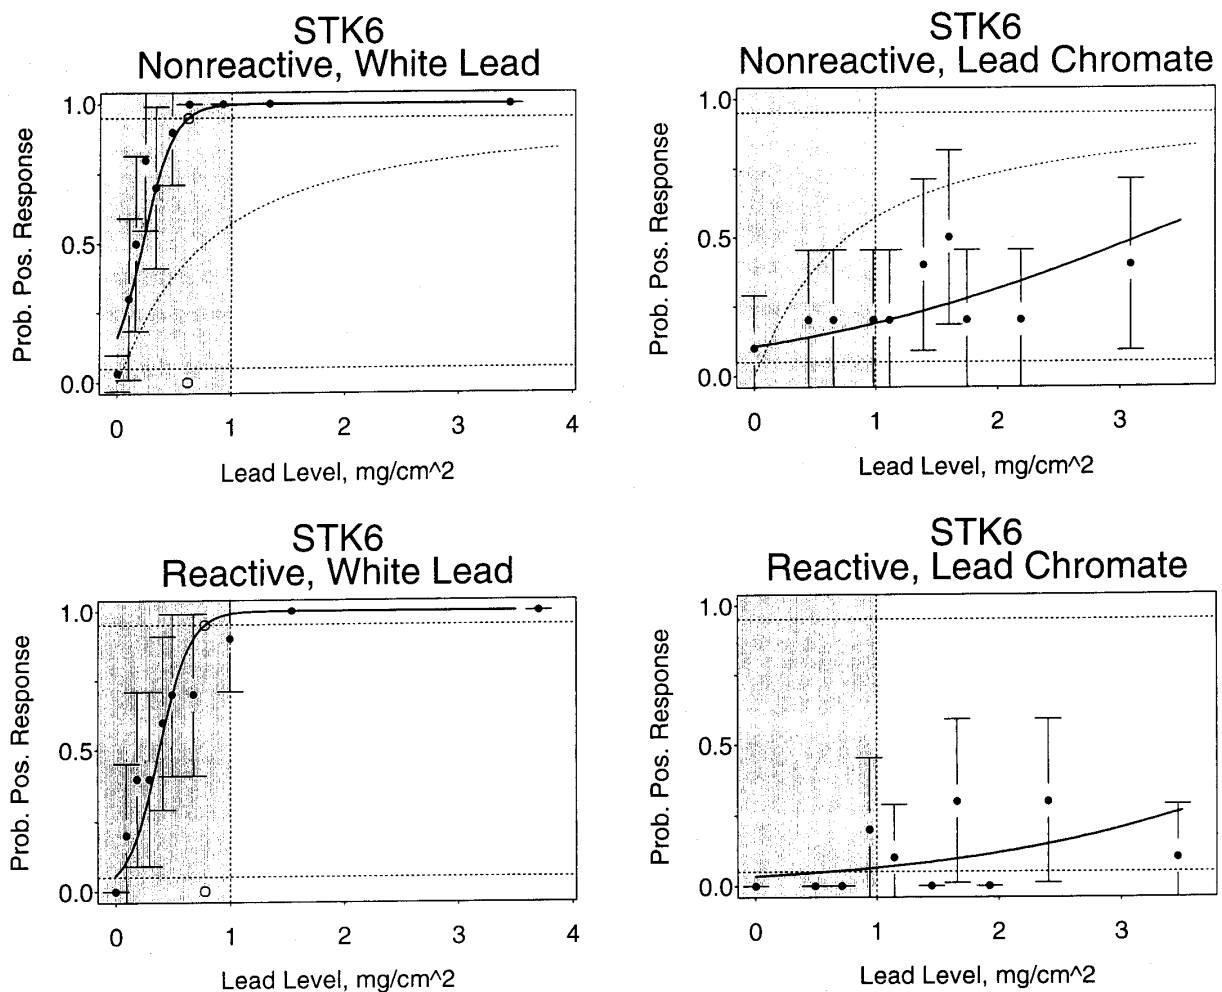 STK6
Nonreactive, White Lead
Prob. Pos. Response
1.0
0.5
0.0
0 1 2 3 4
Lead Level, mg/cm^2
STK6
Nonreactive, Lead Chromate
Prob. Pos. Response
1.0
0.5
0.0
0 1 2 3
Lead Level, mg/cm^2
STK6
Reactive, White Lead
Prob. Pos. Response
1.0
0.5
0.0
0 1 2 3 4
Lead Level, mg/cm^2
STK6
Reactive, Lead Chromate
Prob. Pos. Response
1.0
0.5
0.0
0 1 2 3
Lead Level, mg/cm^2